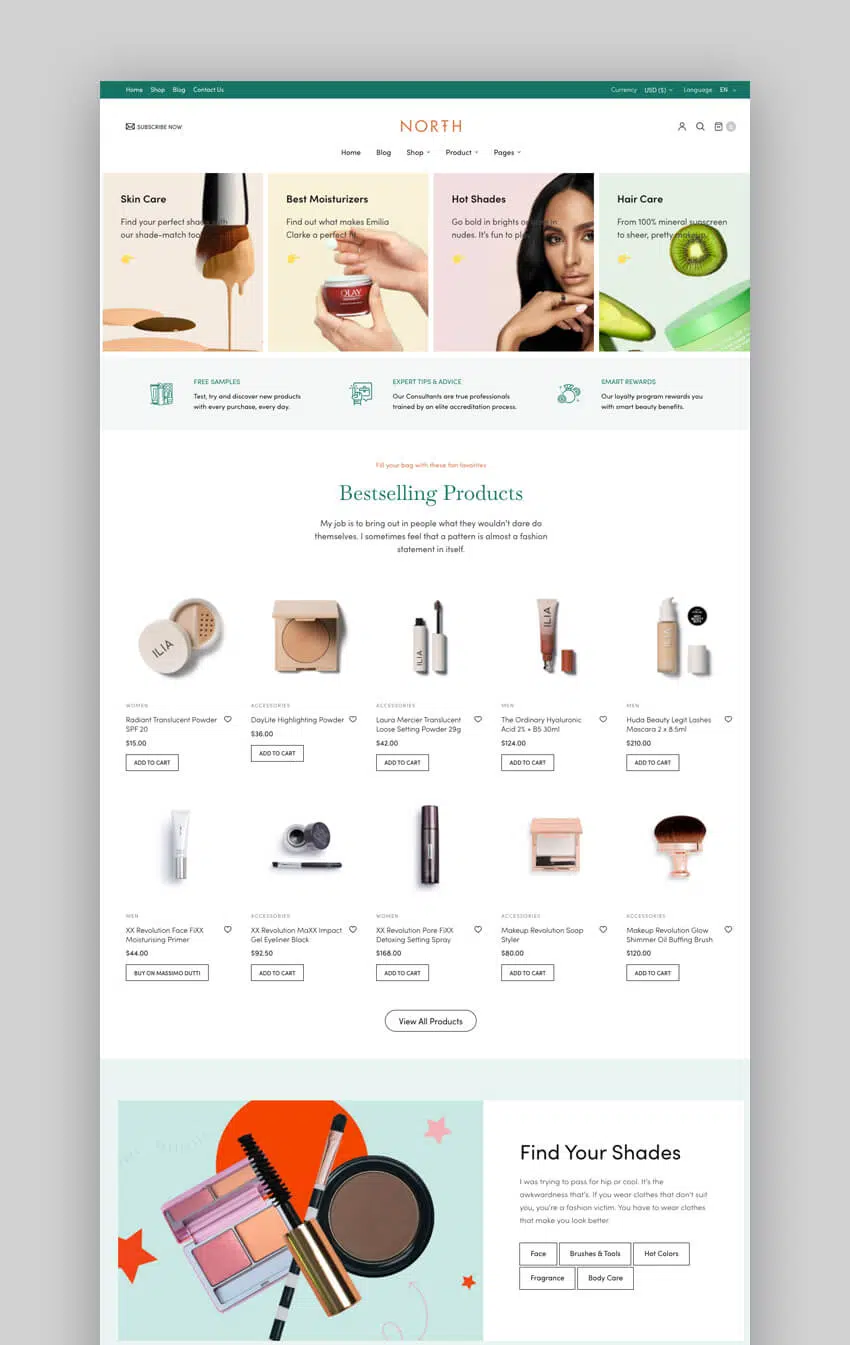 Home Shop Blog Contact Us Currency USD ($) Language EN
SUBSCRIBE NOW
NORTH
0
Home Blog Shop Product Pages
Skin Care
Find your perfect shade with
our shade-match tool
Best Moisturizers
Find out what makes Emilia
Clarke a perfect fit.
OLAY
Hot Shades
Go bold in brights or
nudes. It's fun to
Hair Care
From 100% mineral sunscreen
to sheer, pretty makeup.
FREE SAMPLES
Test, try and discover new products
with every purchase, every day.
EXPERT TIPS & ADVICE
Our Consultants are true professionals
trained by an elite accreditation process.
SMART REWARDS
Our loyalty program rewards you
with smart beauty benefits.
Fill your bag with these fan favorites
Bestselling Products
My job is to bring out in people what they wouldn't dare do
themselves. I sometimes feel that a pattern is almost a fashion
statement in itself.
ILIA
ILIA
ILIA
ILIA
WOMEN
Radiant Translucent Powder
SPF 20
$15.00
ADD TO CART
ACCESSORIES
DayLite Highlighting Powder
$36.00
ADD TO CART
ACCESSORIES
Laura Mercier Translucent
Loose Setting Powder 29g
$42.00
ADD TO CART
MEN
The Ordinary Hyaluronic
Acid 2% + B5 30ml
$124.00
ADD TO CART
MEN
Huda Beauty Legit Lashes
Mascara 2 x 8.5ml
$210.00
ADD TO CART
MEN
XX Revolution Face FiXX
Moisturising Primer
$44.00
BUY ON MASSIMO DUTTI
ACCESSORIES
XX Revolution MaXX Impact
Gel Eyeliner Black
$92.50
ADD TO CART
WOMEN
XX Revolution Pore FiXX
Detoxing Setting Spray
$168.00
ADD TO CART
ACCESSORIES
Makeup Revolution Soap
Styler
$80.00
ADD TO CART
ACCESSORIES
Makeup Revolution Glow
Shimmer Oil Buffing Brush
$120.00
ADD TO CART
View All Products
Find Your Shades
I was trying to pass for hip or cool. It's the
awkwardness that's. If you wear clothes that don't suit
you, you're a fashion victim. You have to wear clothes
that make you look better.
Face Brushes & Tools Hot Colors
Fragrance Body Care